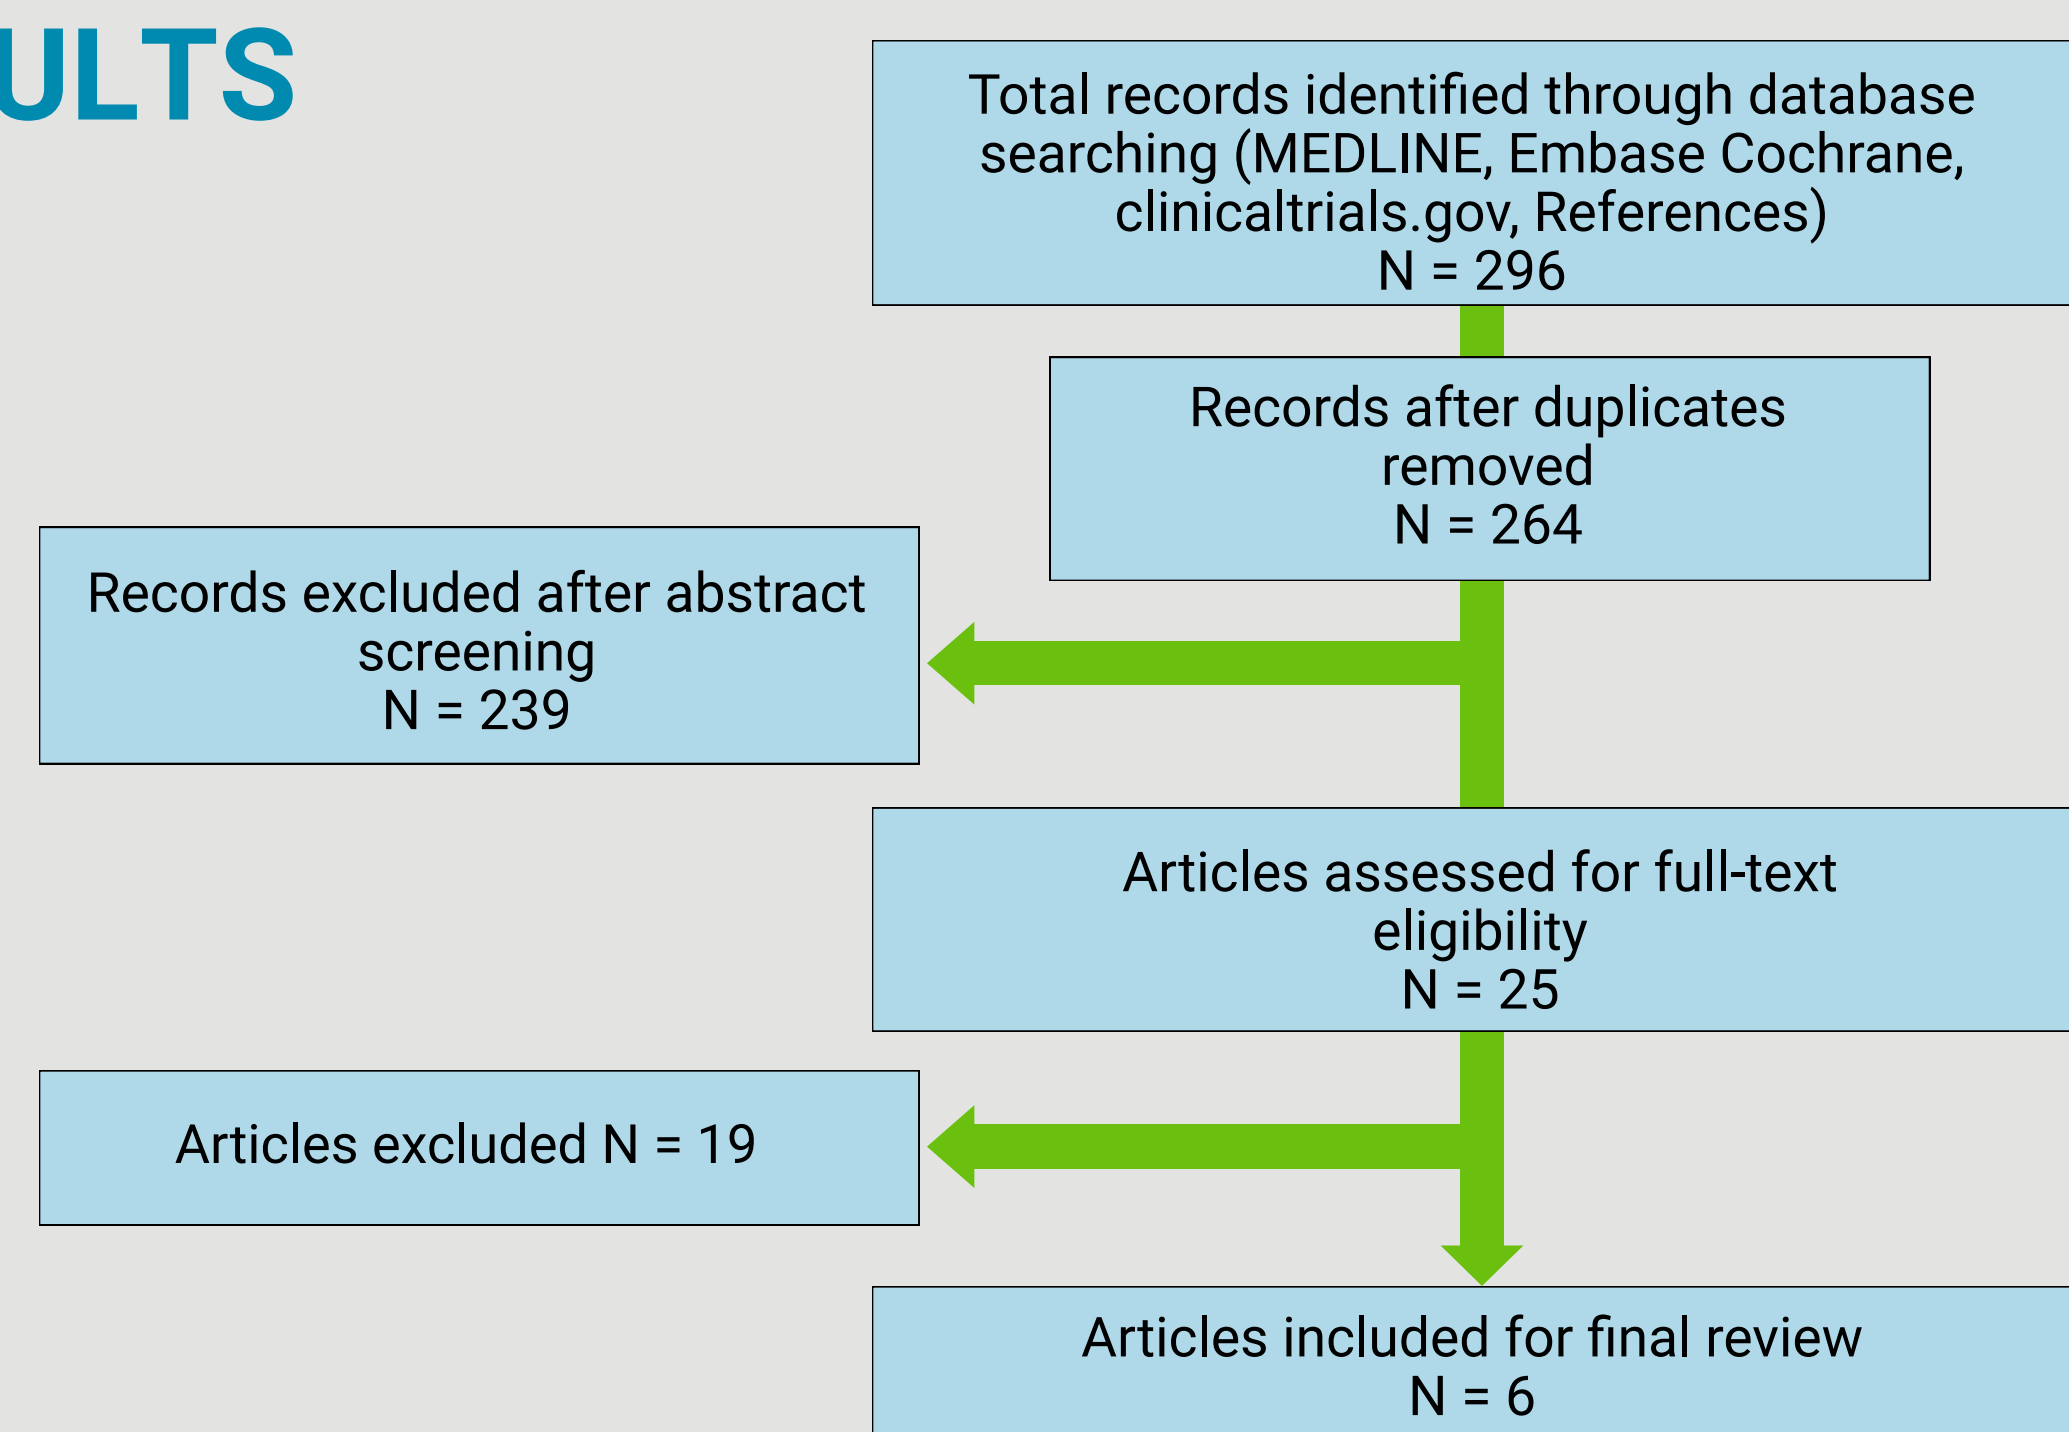 ULTS
Total records identified through database
searching (MEDLINE, Embase Cochrane,
clinicaltrials.gov, References)
N = 296
Records after duplicates
removed
N = 264
Records excluded after abstract
screening
N = 239
Articles assessed for full-text
eligibility
N = 25
Articles excluded N = 19
Articles included for final review
N = 6